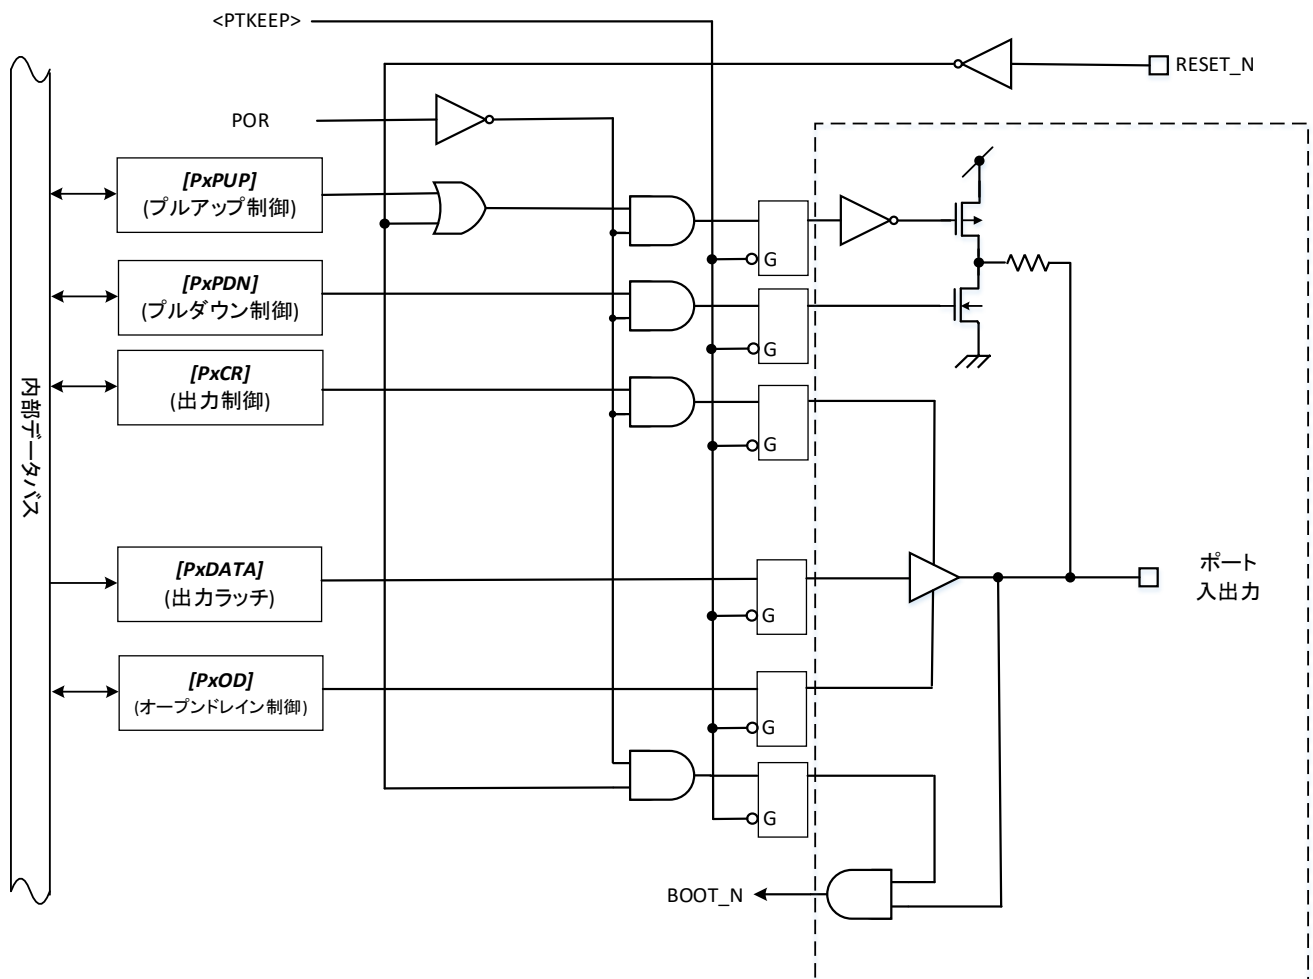 <PTKEEP>
RESET_N
POR
[PxPUP]
(プルアップ制御)
G
[PxPDN]
(プルダウン制御)
G
[PxCR]
(出力制御)
G
内部データバス
[PxDATA]
(出力ラッチ)
G
ポート
入出力
[PxOD]
(オープンドレイン制御)
G
G
BOOT_N